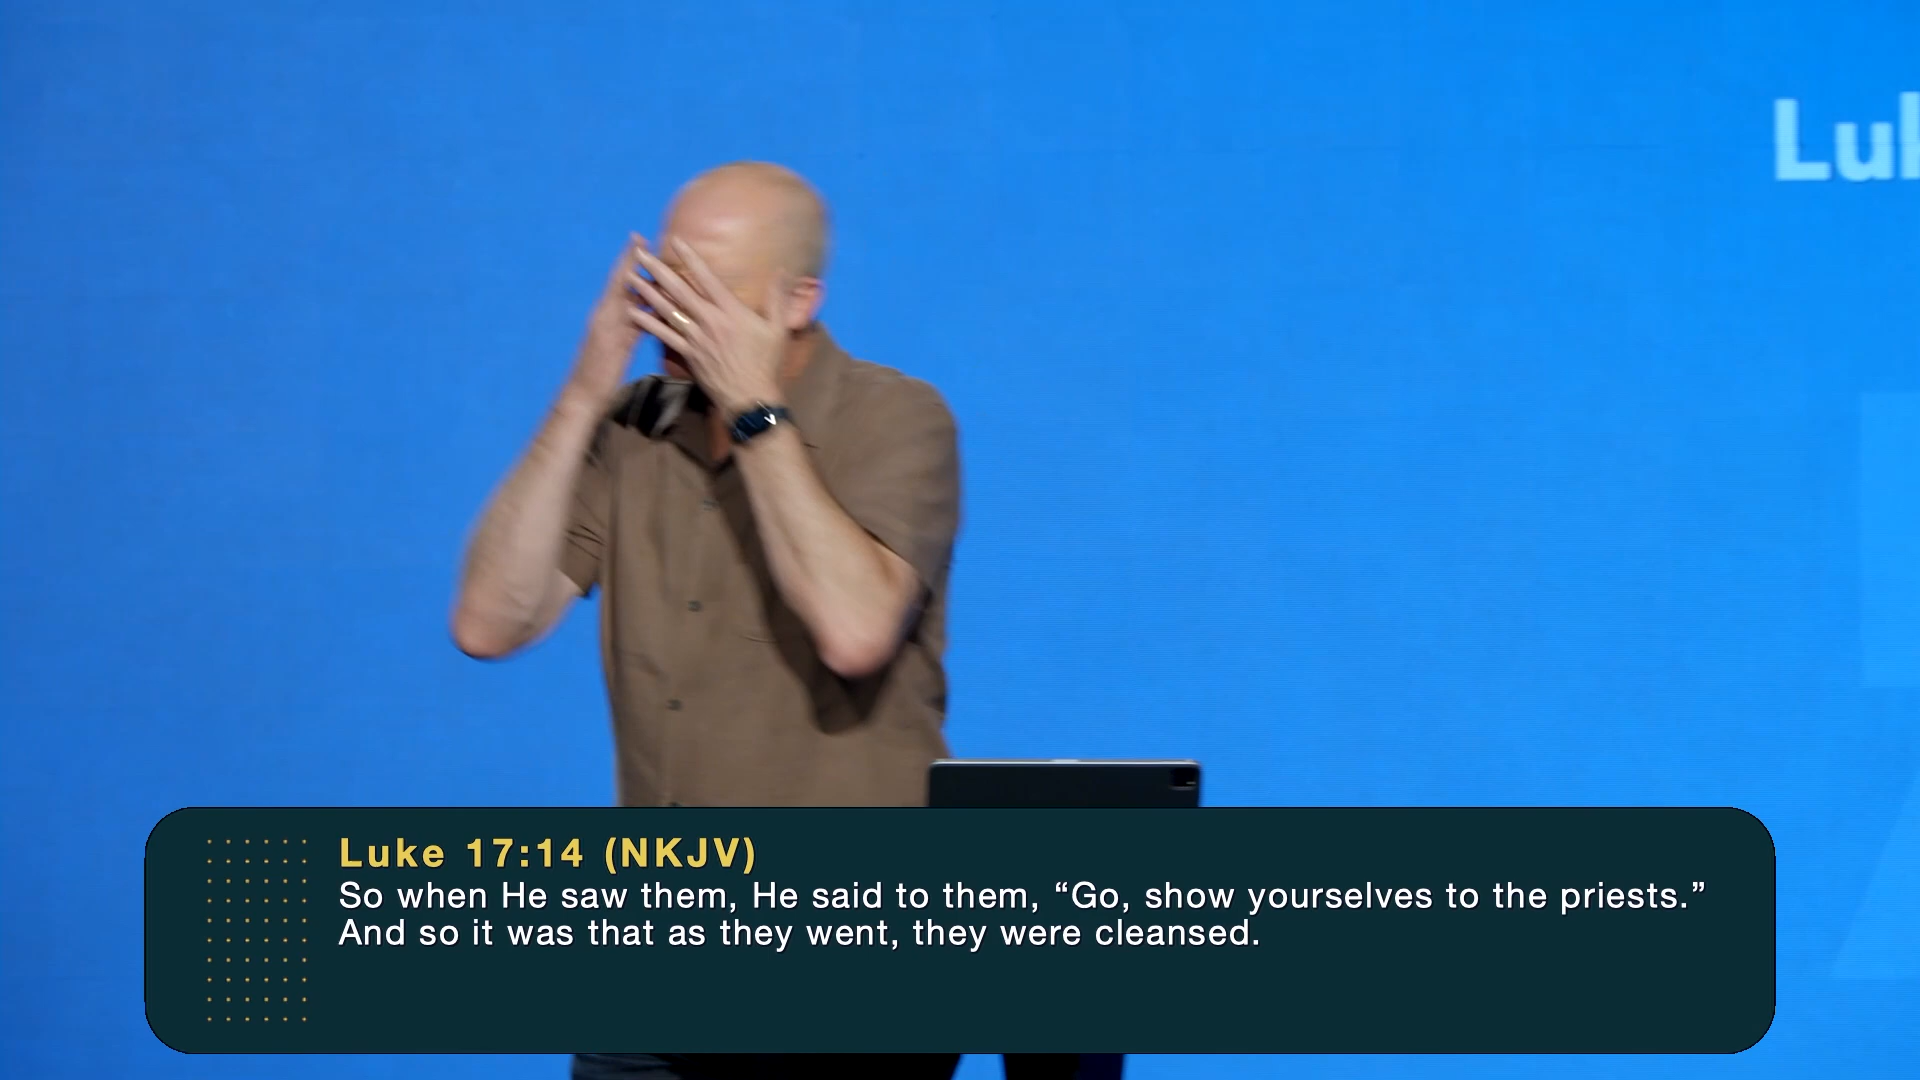 Luk
Luke 17:14 (NKJV)
So when He saw them, He said to them, “Go, show yourselves to the priests.”
And so it was that as they went, they were cleansed.